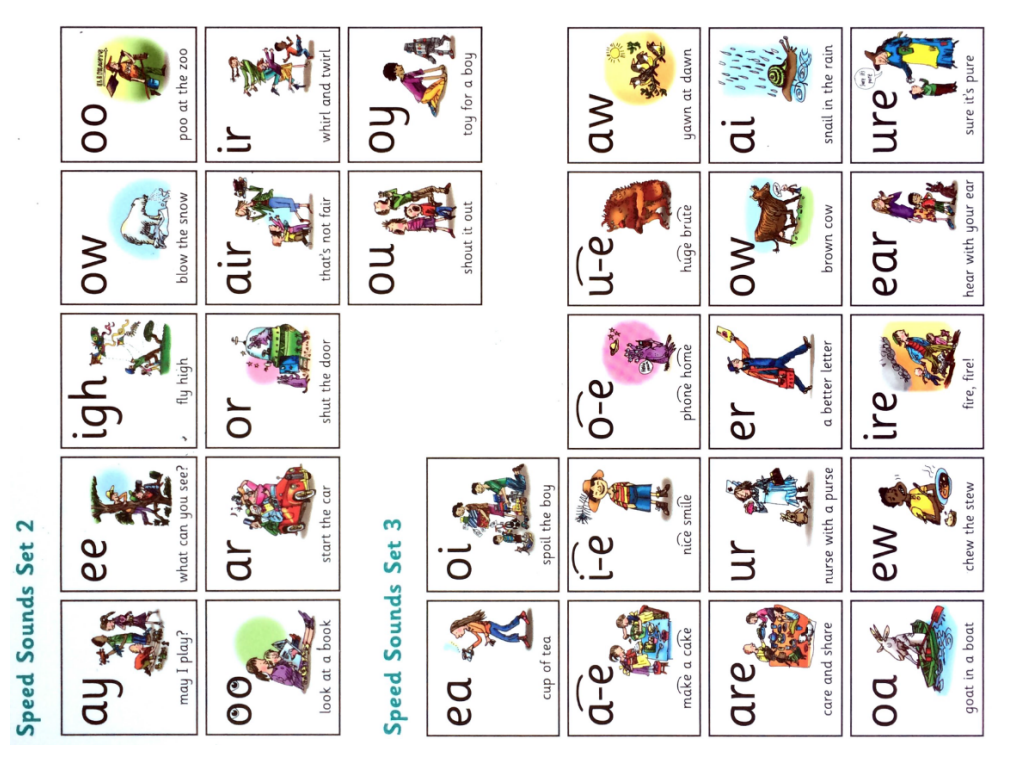 Speed Sounds Set 2
ay
may I play?
ee
what can you see?
igh
fly high
ow
blow the snow
oo
poo at the zoo
oo
look at a book
ar
start the car
or
shut the door
air
that's not fair
ir
whirl and twirl
ou
shout it out
oy
toy for a boy
Speed Sounds Set 3
ea
cup of tea
oi
spoil the boy
a-e
make a cake
i-e
nice smile
o-e
phone home
u-e
huge brute
aw
yawn at dawn
are
care and share
ur
nurse with a purse
er
a better letter
ow
brown cow
ai
snail in the rain
oa
goat in a boat
ew
chew the stew
ire
fire, fire!
ear
hear with your ear
ure
sure it's pure